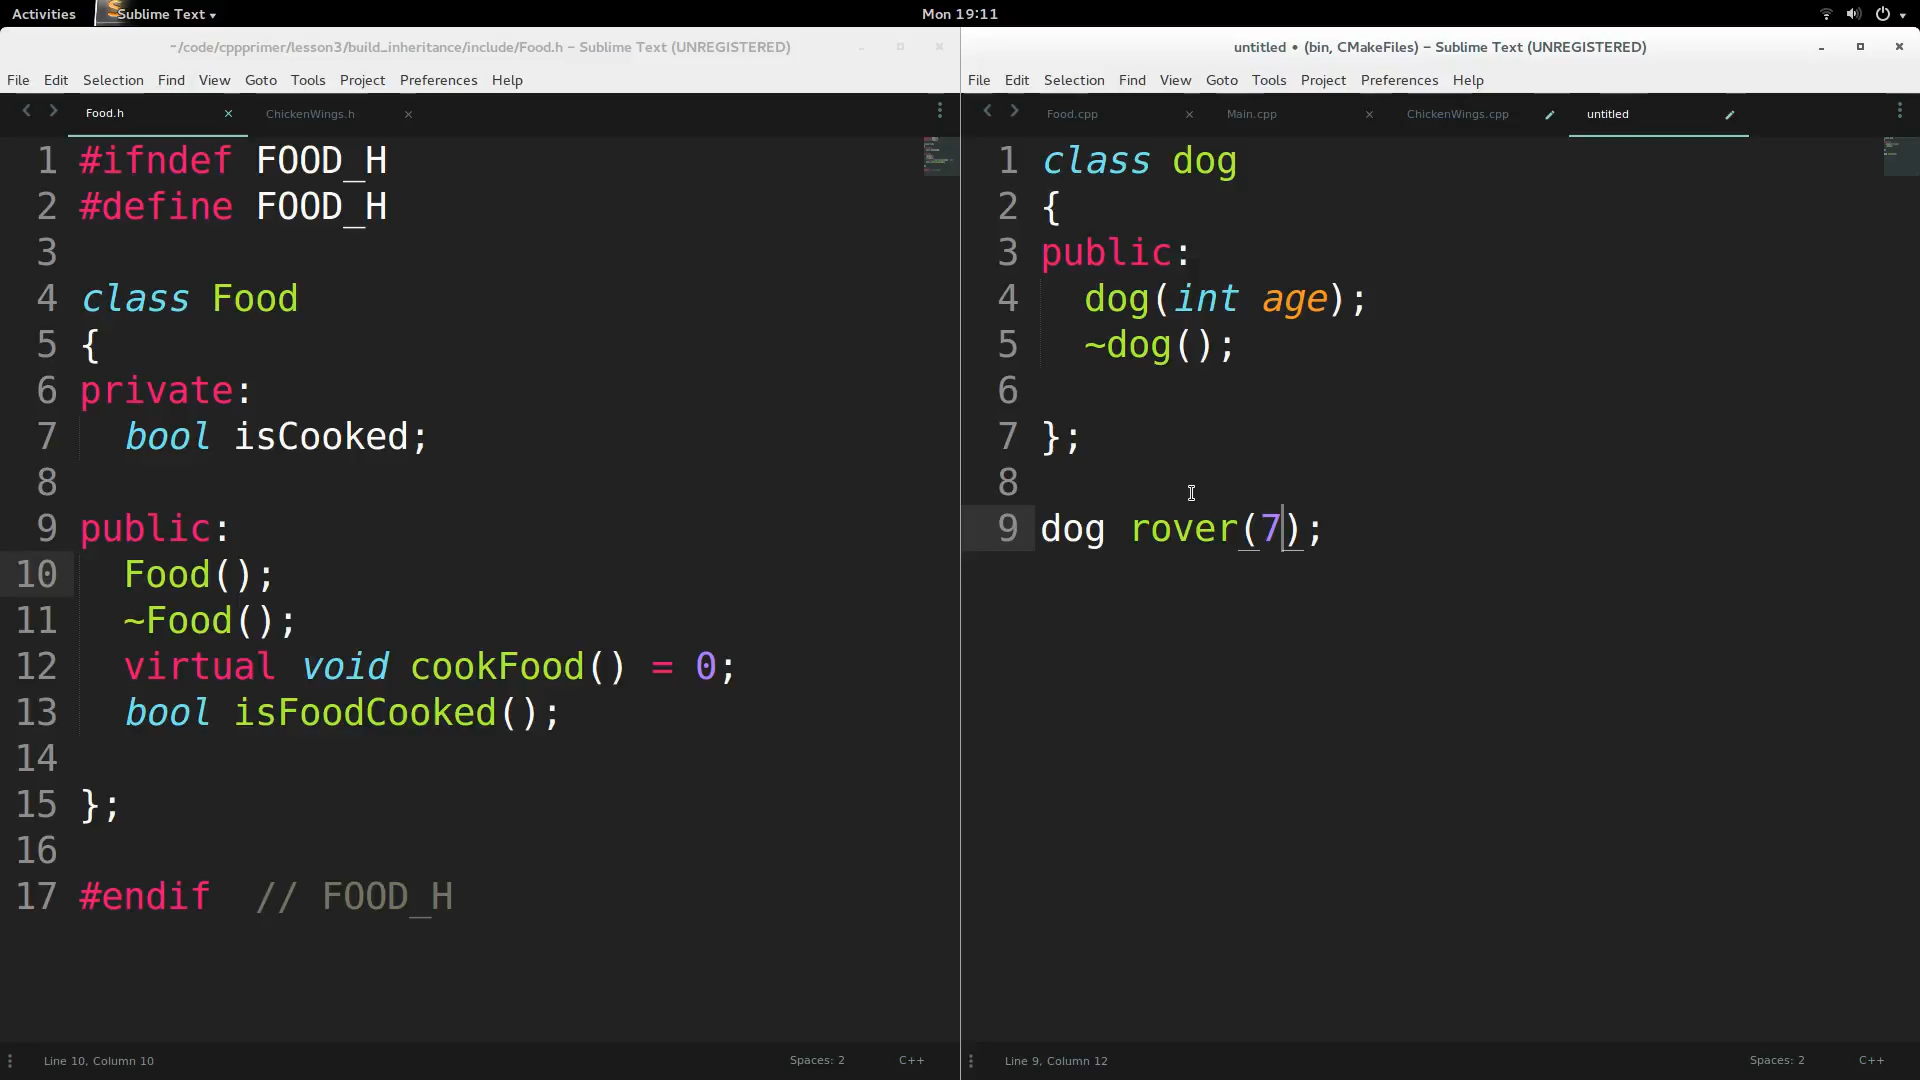 Activities Sublime Text Mon 19:11
~/code/cppprimer/lesson3/build_inheritance/include/Food.h – Sublime Text (UNREGISTERED)
File Edit Selection Find View Goto Tools Project Preferences Help
Food.h ChickenWings.h
1 #ifndef FOOD_H
2 #define FOOD_H
3
4 class Food
5 {
6 private:
7 bool isCooked;
8
9 public:
10 Food();
11 ~Food();
12 virtual void cookFood() = 0;
13 bool isFoodCooked();
14
15 };
16
17 #endif // FOOD_H
Line 10, Column 10 Spaces: 2 C++
untitled • (bin, CMakeFiles) – Sublime Text (UNREGISTERED)
File Edit Selection Find View Goto Tools Project Preferences Help
Food.cpp Main.cpp ChickenWings.cpp untitled
1 class dog
2 {
3 public:
4 dog(int age);
5 ~dog();
6
7 };
8
9 dog rover(7);
Line 9, Column 12 Spaces: 2 C++